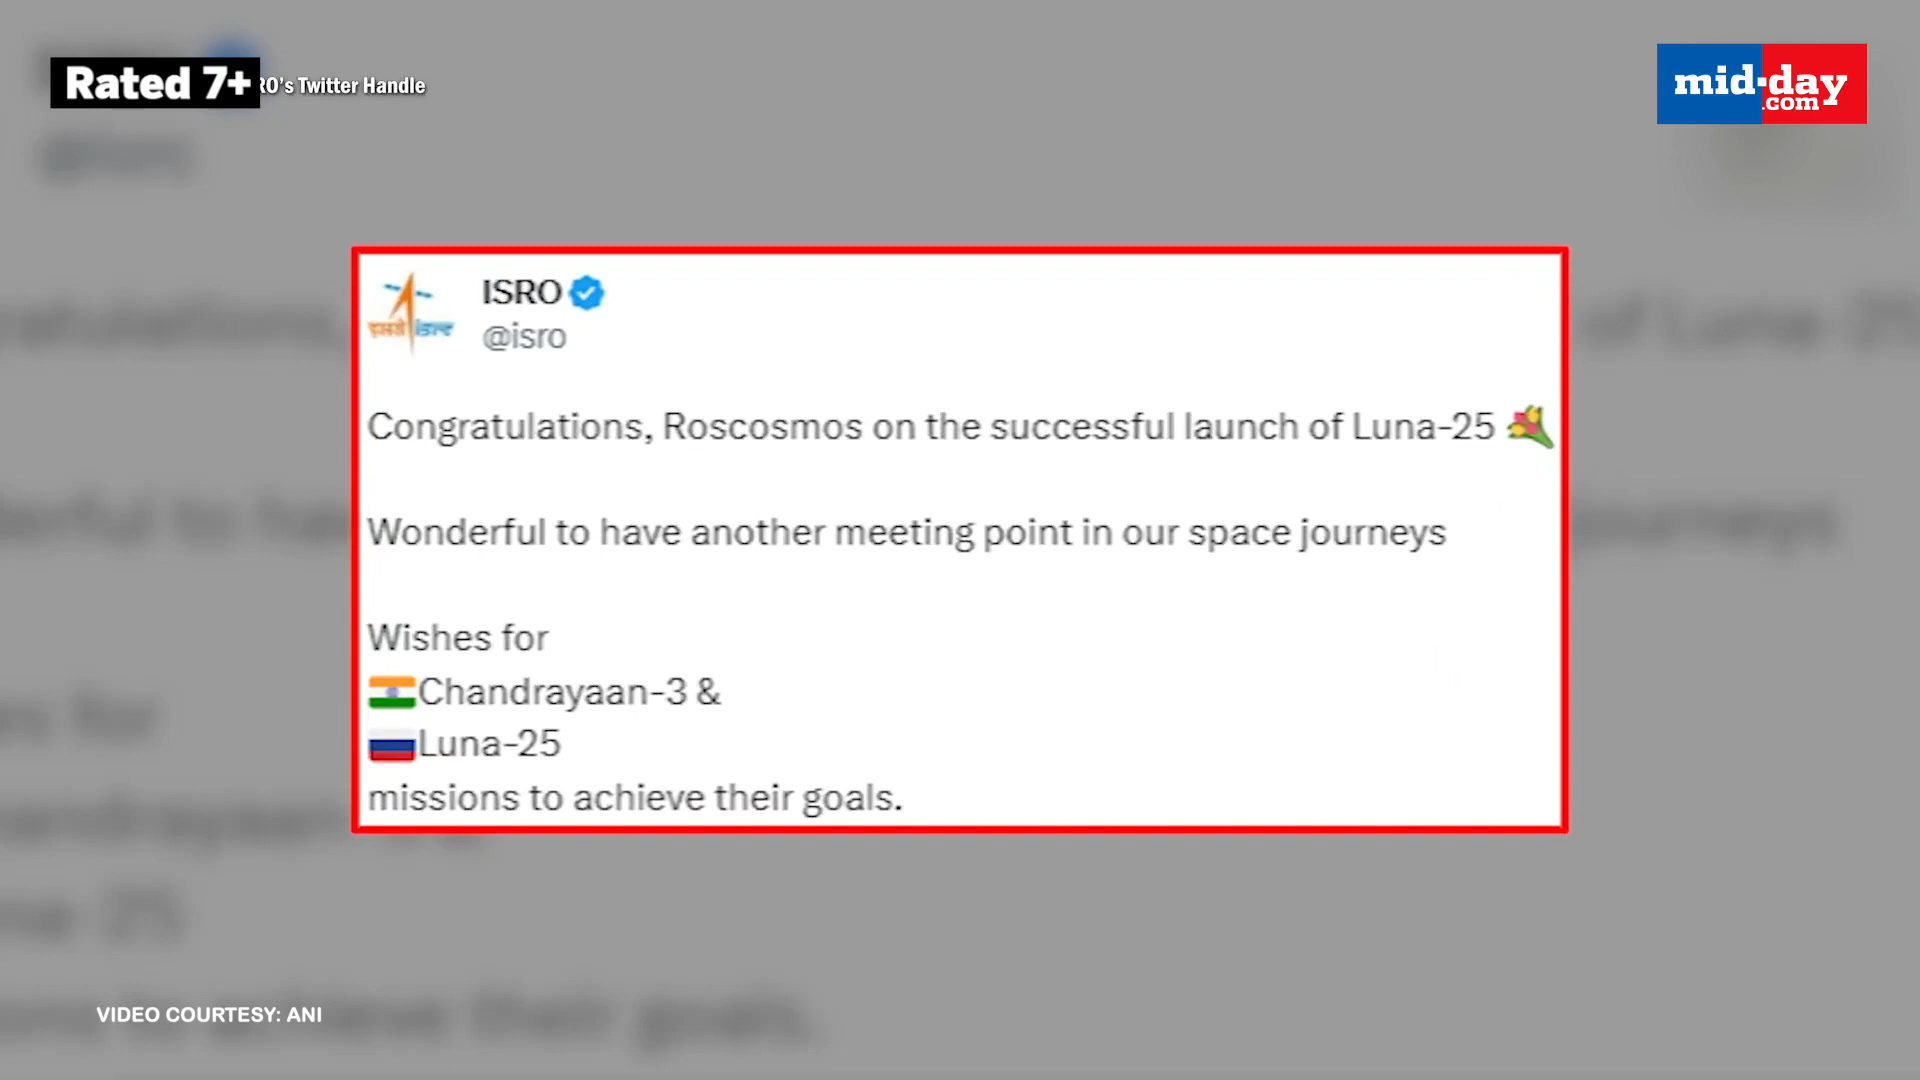 Rated 7+
RO's Twitter Handle
mid-day
.com
ISRO
@isro
इसरो isro
Congratulations, Roscosmos on the successful launch of Luna-25 💐
Wonderful to have another meeting point in our space journeys
Wishes for
🇮🇳Chandrayaan-3 &
🇷🇺Luna-25
missions to achieve their goals.
VIDEO COURTESY: ANI